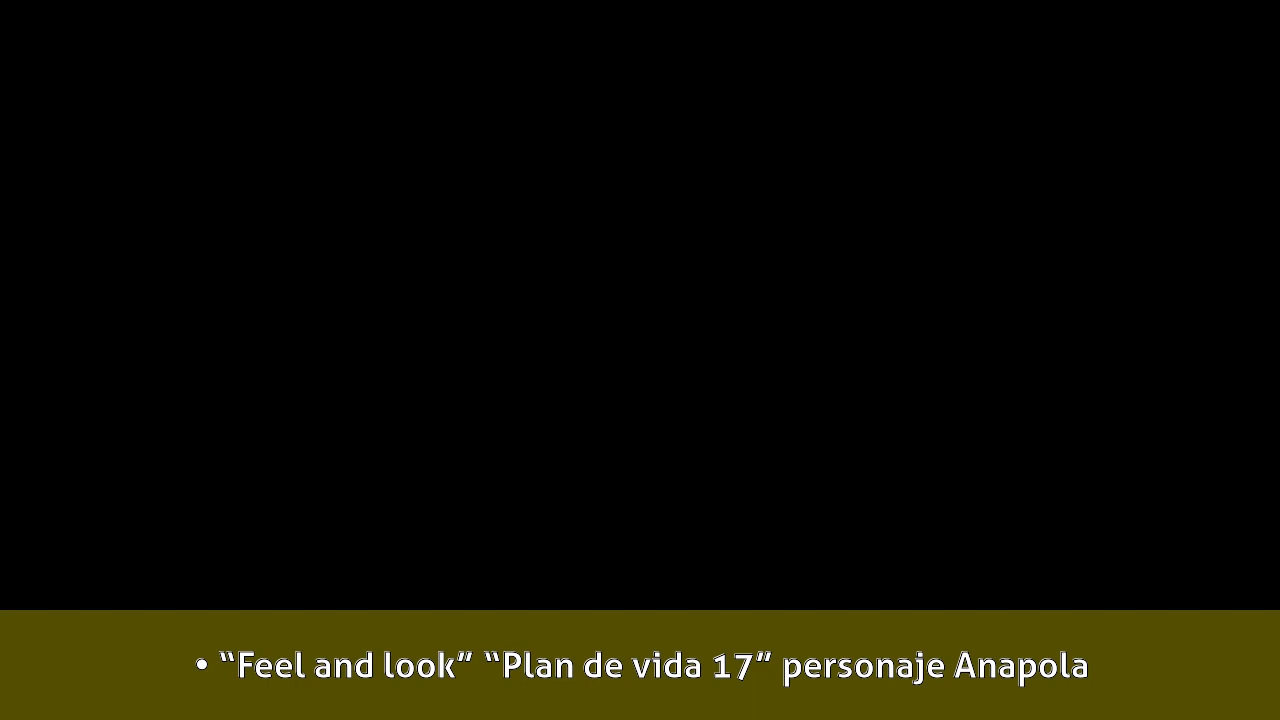 • “Feel and look” “Plan de vida 17” personaje Anapola